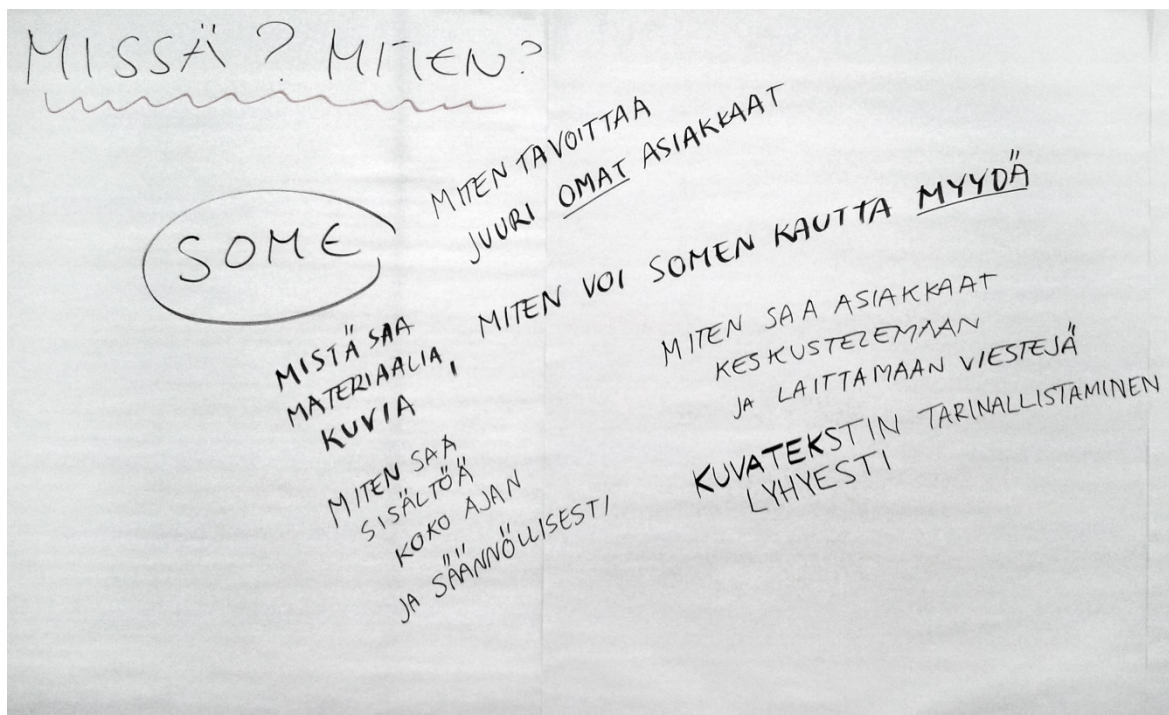 MISSÄ? MITEN?
SOME
MITEN TAVOITTAA
JUURI OMAT ASIAKKAAT
MITEN VOI SOMEN KAUTTA MYYDÄ
MITEN SAA ASIAKKAAT
KESKUSTELEMAAN
JA LAITTAMAAN VIESTEJÄ
KUVATEKSTIN TARINALLISTAMINEN
LYHYESTI
MISTÄ SAA
MATERIAALIA,
KUVIA
MITEN SAA
SISÄLTÖÄ
KOKO AJAN
JA SÄÄNNÖLLISESTI